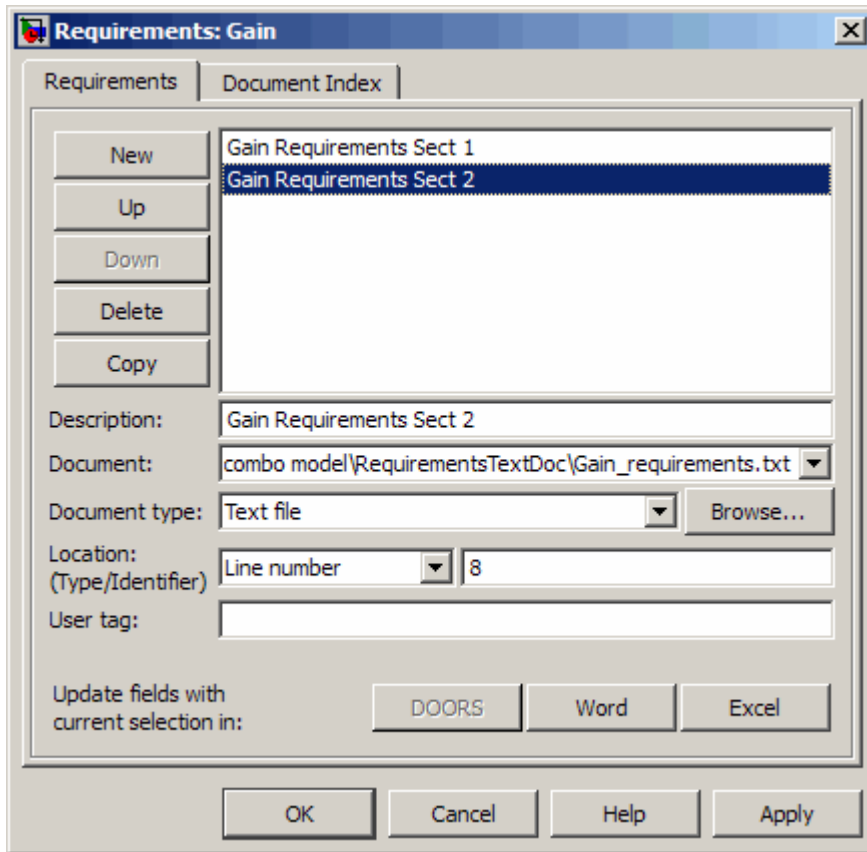 Requirements: Gain
Requirements
Document Index
New
Up
Down
Delete
Copy
Gain Requirements Sect 1
Gain Requirements Sect 2
Description:
Gain Requirements Sect 2
Document:
combo model\RequirementsTextDoc\Gain_requirements.txt
Document type:
Text file
Browse...
Location:
(Type/Identifier)
Line number
8
User tag:
Update fields with
current selection in:
DOORS
Word
Excel
OK
Cancel
Help
Apply